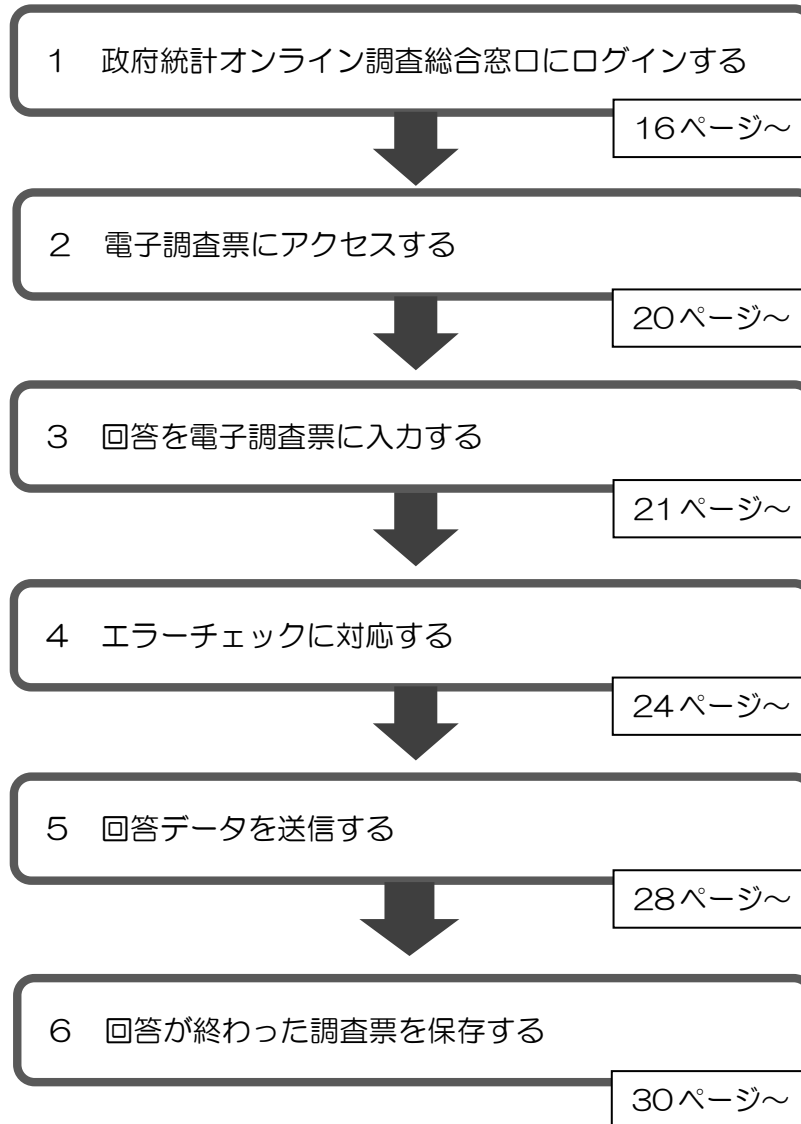 １　政府統計オンライン調査総合窓口にログインする
16ページ～
２　電子調査票にアクセスする
20ページ～
３　回答を電子調査票に入力する
21ページ～
４　エラーチェックに対応する
24ページ～
５　回答データを送信する
28ページ～
６　回答が終わった調査票を保存する
30ページ～